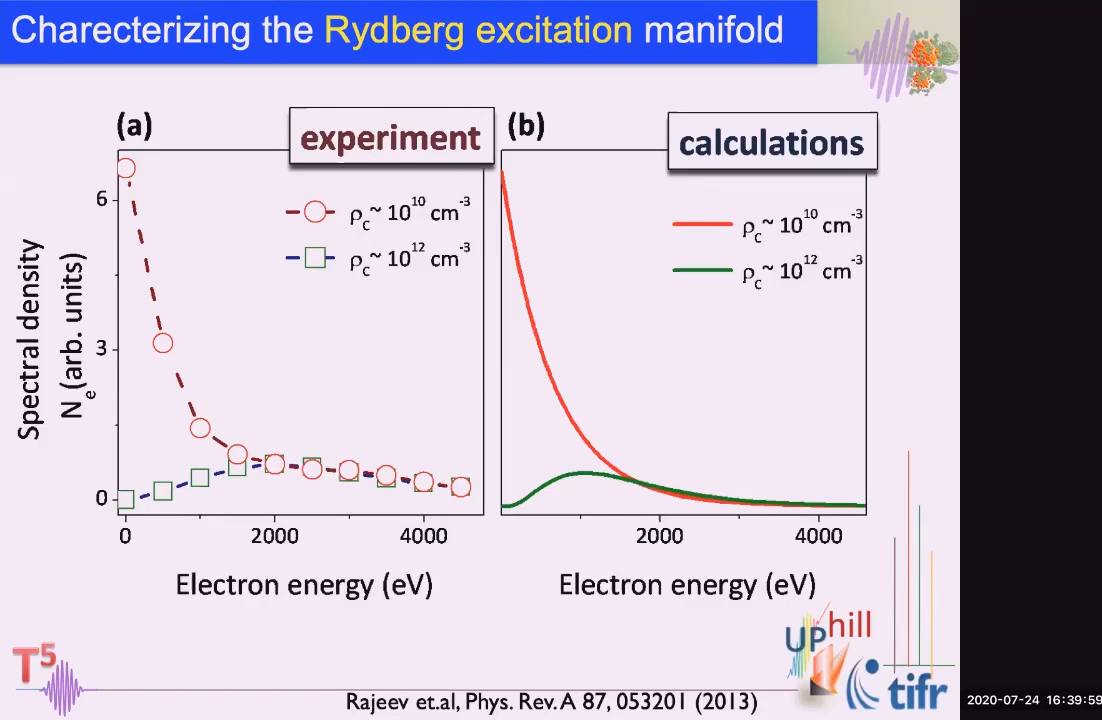 Charecterizing the Rydberg excitation manifold
(a)
experiment
ρc~ 10^10 cm^-3
ρc~ 10^12 cm^-3
6
3
0
Spectral density
Ne (arb. units)
0
2000
4000
Electron energy (eV)
(b)
calculations
ρc~ 10^10 cm^-3
ρc~ 10^12 cm^-3
2000
4000
Electron energy (eV)
T^5
UPhill
tifr
Rajeev et.al, Phys. Rev. A 87, 053201 (2013)
2020-07-24 16:39:59